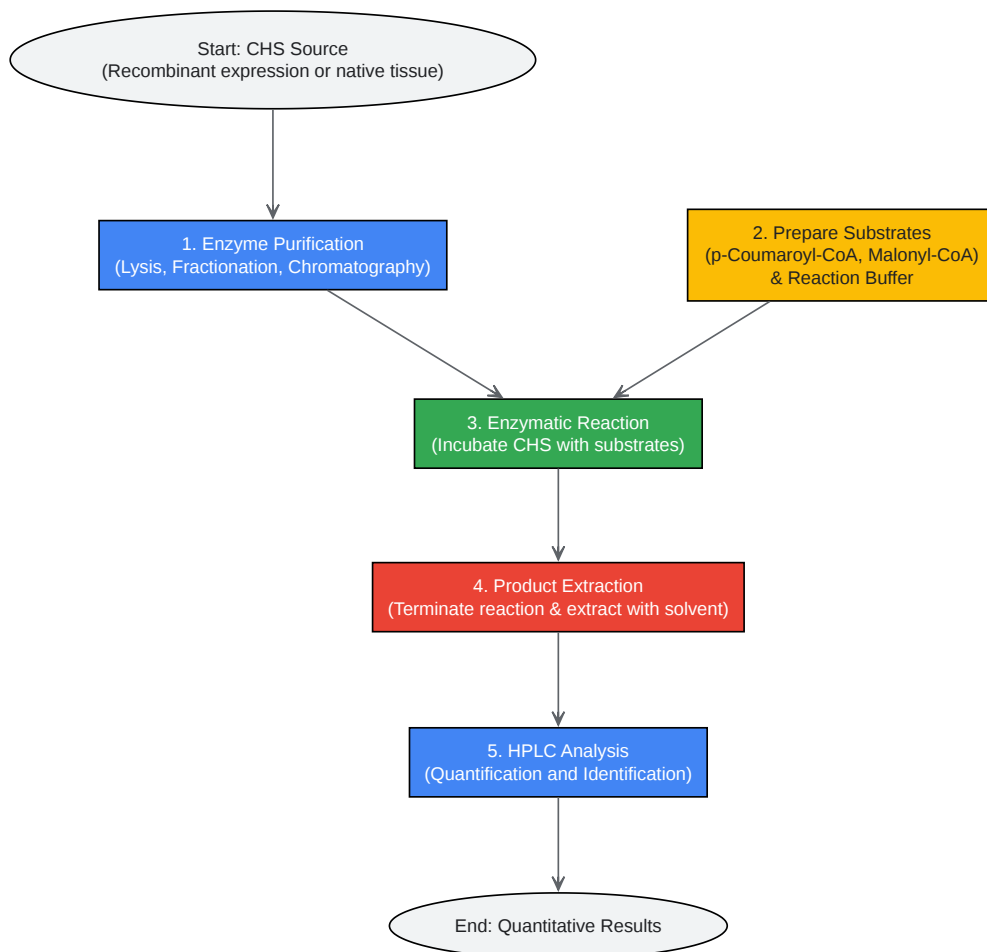 Start: CHS Source
(Recombinant expression or native tissue)
1. Enzyme Purification
(Lysis, Fractionation, Chromatography)
2. Prepare Substrates
(p-Coumaroyl-CoA, Malonyl-CoA)
& Reaction Buffer
3. Enzymatic Reaction
(Incubate CHS with substrates)
4. Product Extraction
(Terminate reaction & extract with solvent)
5. HPLC Analysis
(Quantification and Identification)
End: Quantitative Results